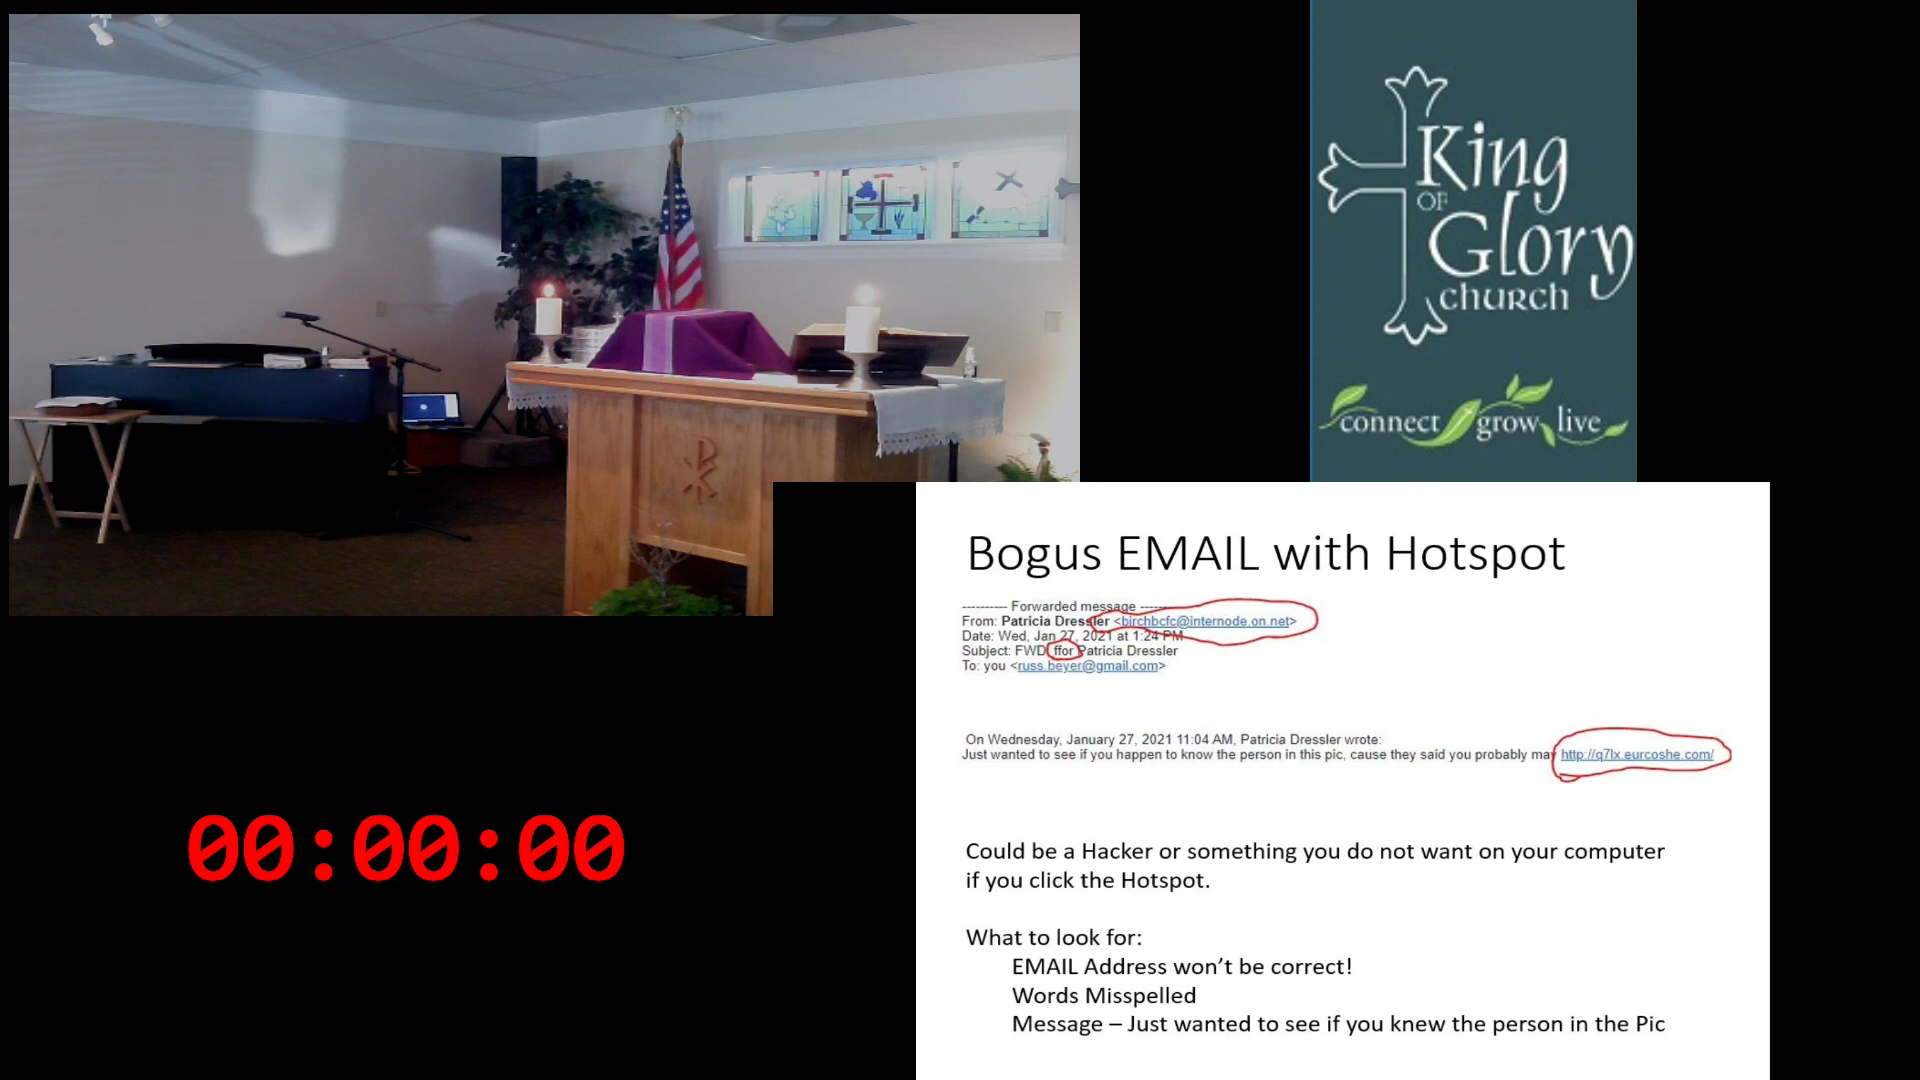 King
OF
Glory
church
connect grow live
Bogus EMAIL with Hotspot
---------- Forwarded message ---------
From: Patricia Dressler <birchbcfc@internode.on.net>
Date: Wed, Jan 27, 2021 at 1:24 PM
Subject: FWD: ffor Patricia Dressler
To: you <russ.beyer@gmail.com>
On Wednesday, January 27, 2021 11:04 AM, Patricia Dressler wrote:
Just wanted to see if you happen to know the person in this pic, cause they said you probably may http://q7lx.eurcoshe.com/
Could be a Hacker or something you do not want on your computer
if you click the Hotspot.
What to look for:
EMAIL Address won’t be correct!
Words Misspelled
Message – Just wanted to see if you knew the person in the Pic
00:00:00